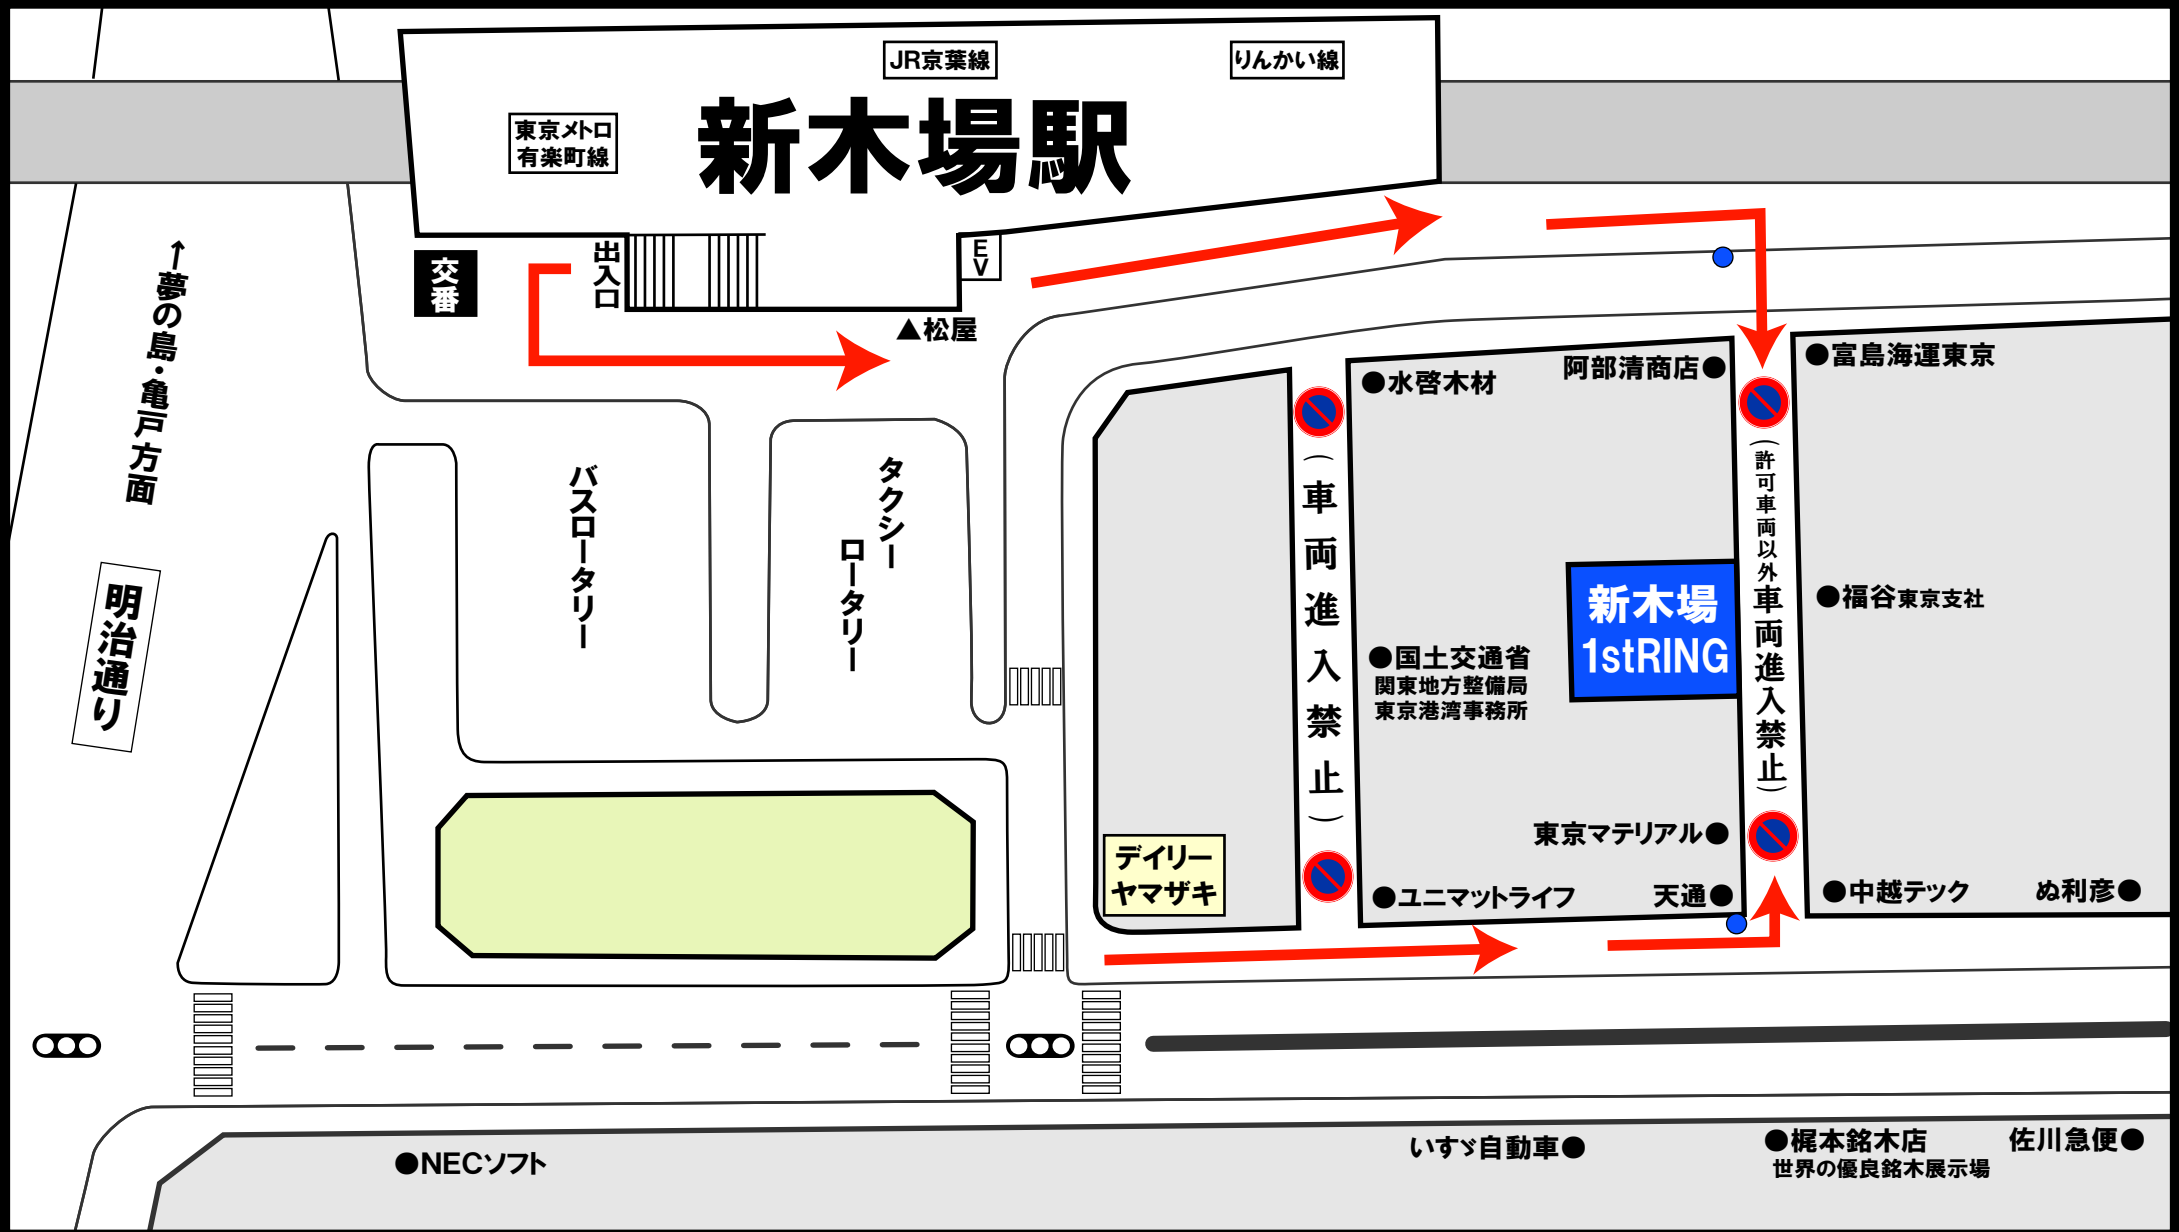 JR京葉線
りんかい線
東京メトロ
有楽町線
新木場駅
交番
出入口
EV
▲松屋
↑夢の島・亀戸方面
明治通り
バスロータリー
タクシー
ロータリー
●水啓木材
阿部清商店●
●富島海運東京
(車両進入禁止)
(許可車両以外車両進入禁止)
新木場
1stRING
●福谷東京支社
●国土交通省
関東地方整備局
東京港湾事務所
東京マテリアル●
デイリー
ヤマザキ
●ユニマットライフ
天通●
●中越テック
ぬ利彦●
●NECソフト
いすゞ自動車●
●梶本銘木店
世界の優良銘木展示場
佐川急便●